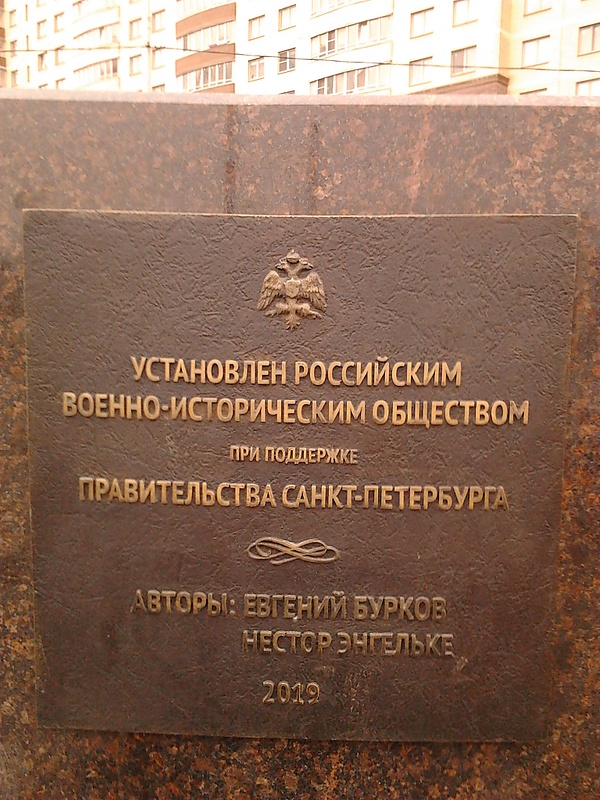 УСТАНОВЛЕН РОССИЙСКИМ
ВОЕННО-ИСТОРИЧЕСКИМ ОБЩЕСТВОМ
ПРИ ПОДДЕРЖКЕ
ПРАВИТЕЛЬСТВА САНКТ-ПЕТЕРБУРГА
АВТОРЫ: ЕВГЕНИЙ БУРКОВ
НЕСТОР ЭНГЕЛЬКЕ
2019